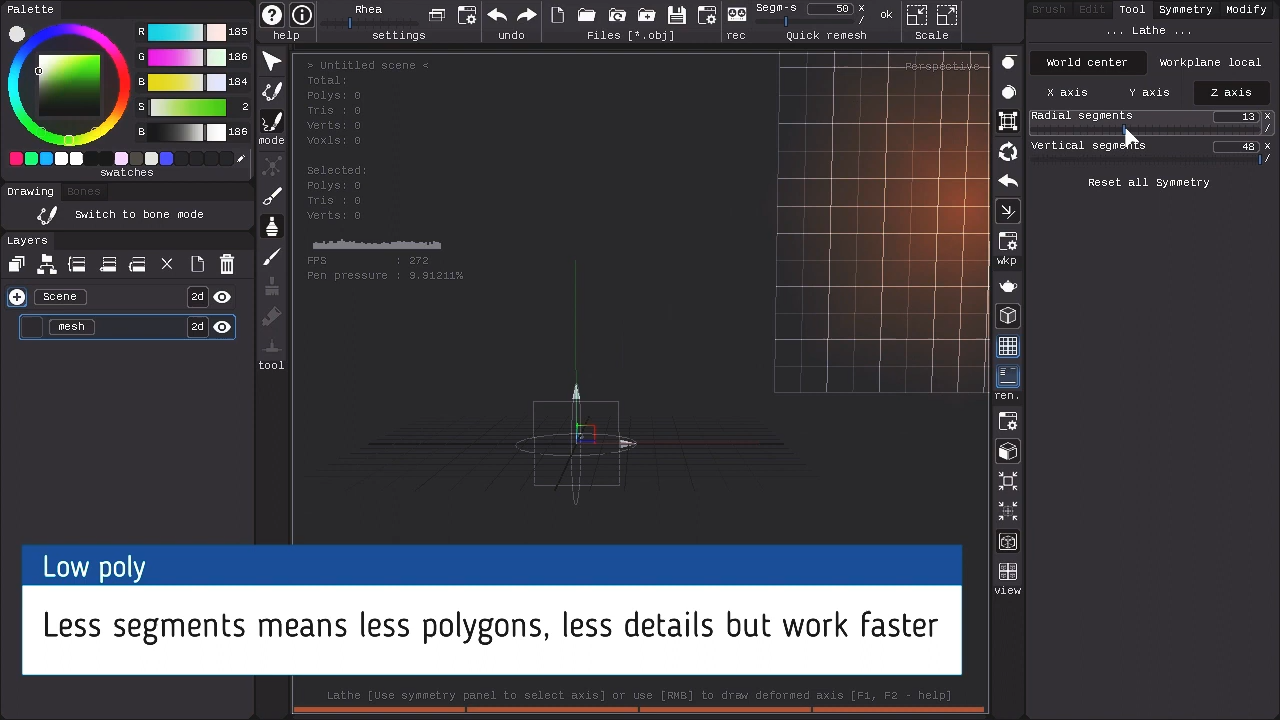 Palette
R 185
G 186
B 184
S 2
B 186
swatches
Drawing Bones
Switch to bone mode
Layers
Scene 2d
mesh 2d
help
Rhea
settings
undo
Files [*.obj]
rec
Segm-s 50 x
/ ok
Quick remesh
Scale
mode
tool
> Untitled scene <
Total:
Polys: 0
Tris : 0
Verts: 0
Voxls: 0
Selected:
Polys: 0
Tris : 0
Verts: 0
FPS : 272
Pen pressure : 9.91211%
Perspective
wkp
ren.
view
Brush Edit Tool Symmetry Modify
... Lathe ...
World center Workplane local
X axis Y axis Z axis
Radial segments 13 x
/
Vertical segments 48 x
/
Reset all Symmetry
Low poly
Less segments means less polygons, less details but work faster
Lathe [Use symmetry panel to select axis] or use [RMB] to draw deformed axis [F1, F2 - help]